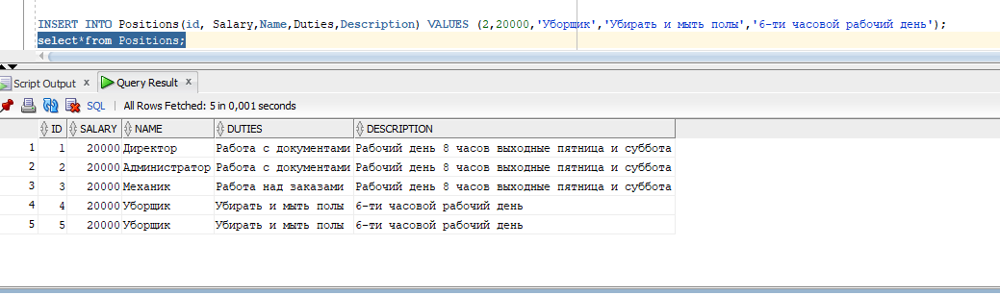 INSERT INTO Positions(id, Salary,Name,Duties,Description) VALUES (2,20000,'Уборщик','Убирать и мыть полы','6-ти часовой рабочий день');
select*from Positions;
Script Output x Query Result x
SQL | All Rows Fetched: 5 in 0,001 seconds
ID SALARY NAME DUTIES DESCRIPTION
1 1 20000 Директор Работа с документами Рабочий день 8 часов выходные пятница и суббота
2 2 20000 Администратор Работа с документами Рабочий день 8 часов выходные пятница и суббота
3 3 20000 Механик Работа над заказами Рабочий день 8 часов выходные пятница и суббота
4 4 20000 Уборщик Убирать и мыть полы 6-ти часовой рабочий день
5 5 20000 Уборщик Убирать и мыть полы 6-ти часовой рабочий день